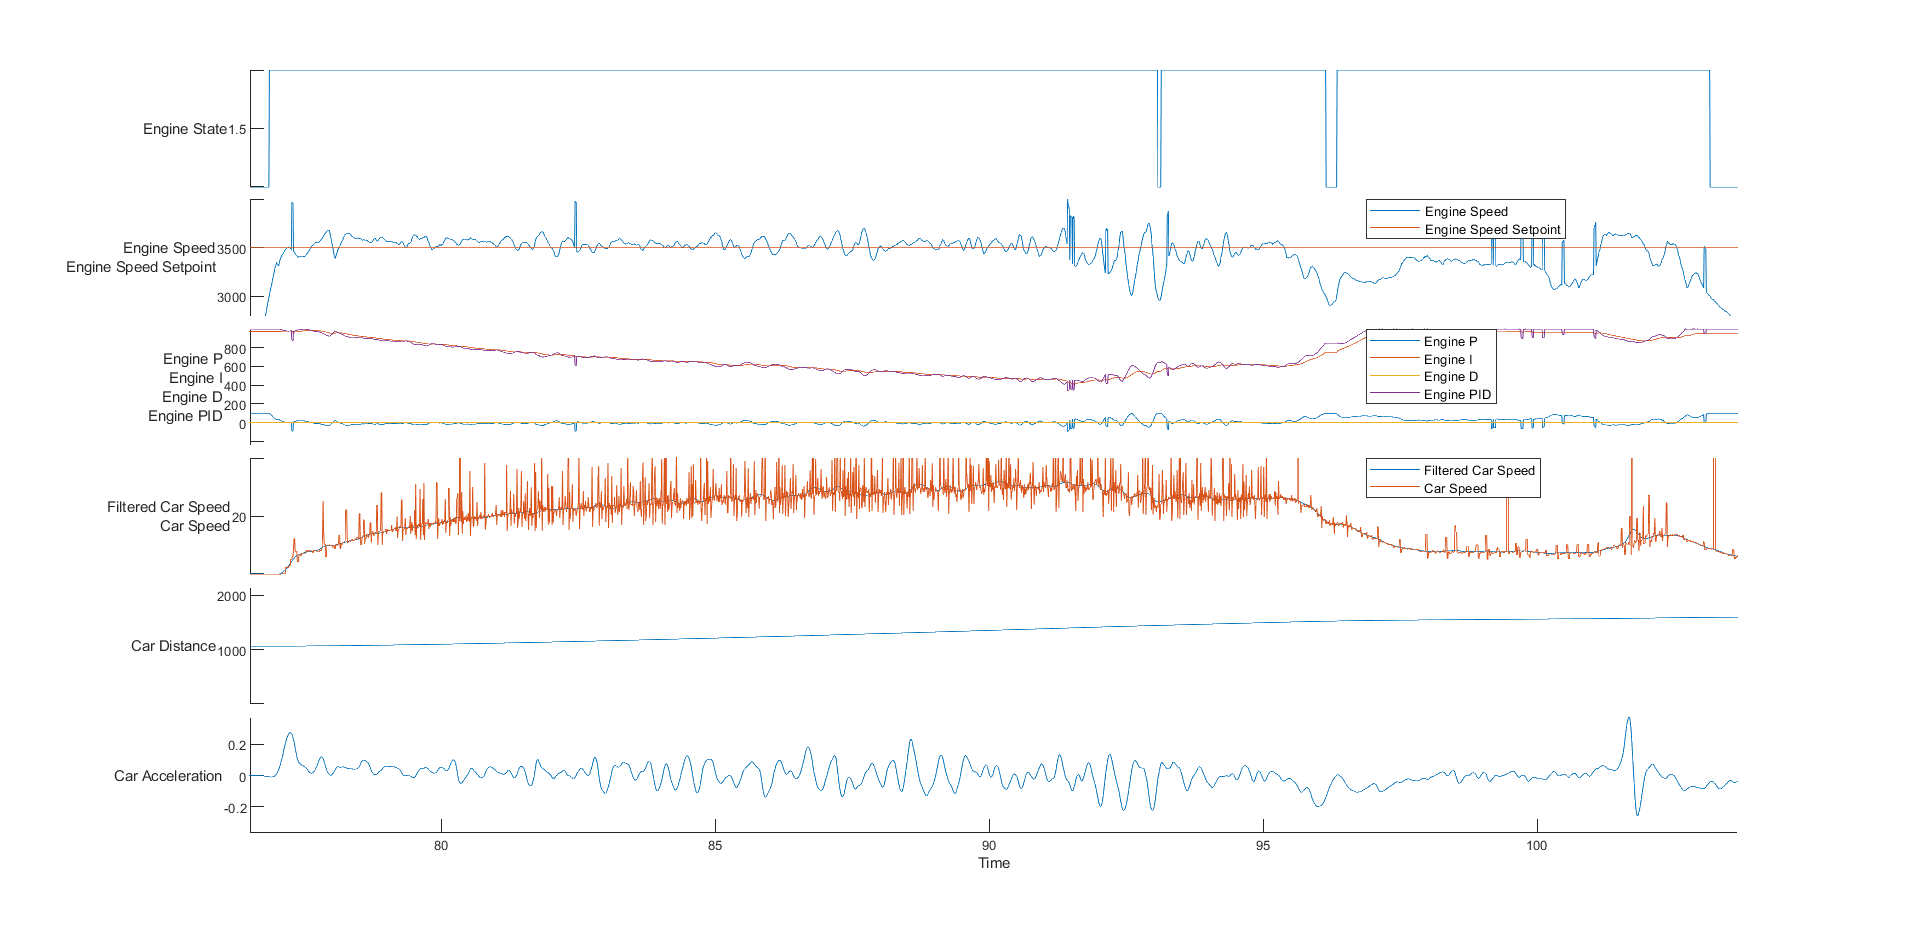 Engine State
1.5
Engine Speed
Engine Speed Setpoint
3500
3000
Engine Speed
Engine Speed Setpoint
Engine P
Engine I
Engine D
Engine PID
800
600
400
200
0
Engine P
Engine I
Engine D
Engine PID
Filtered Car Speed
Car Speed
20
Filtered Car Speed
Car Speed
Car Distance
2000
1000
Car Acceleration
0.2
0
-0.2
80
85
90
95
100
Time